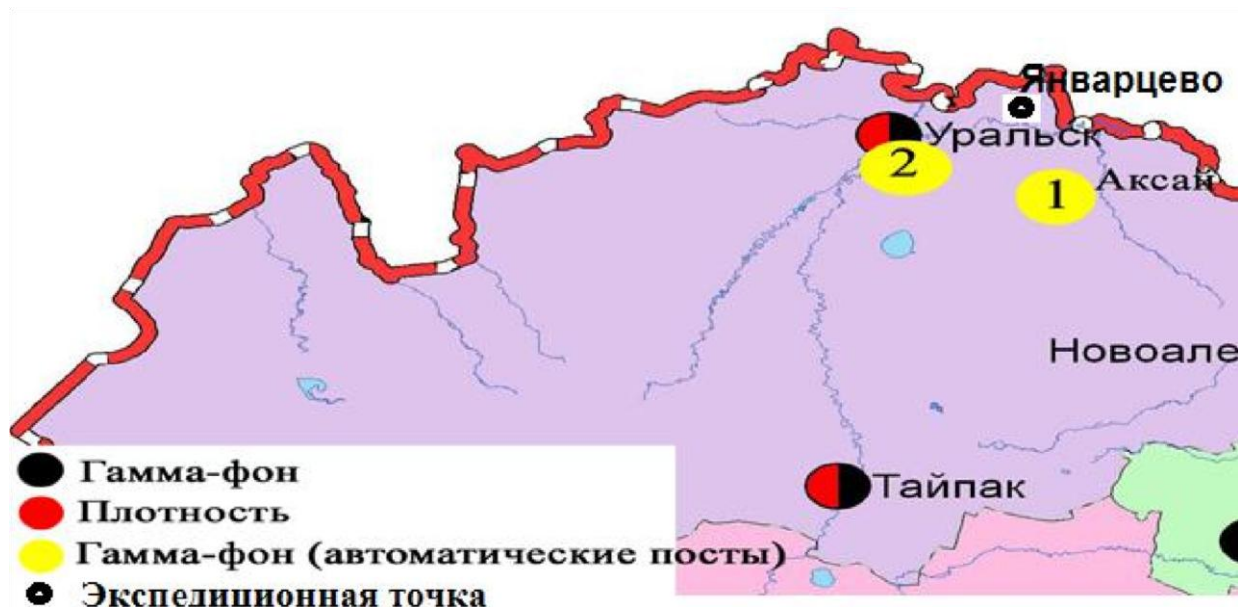 Январцево
Уральск
2
1
Аксай
Новоале
Тайпак
Гамма-фон
Плотность
Гамма-фон (автоматические посты)
Экспедиционная точка